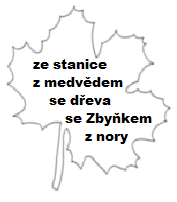 ze stanice
z medvědem
se dřeva
se Zbyňkem
z nory